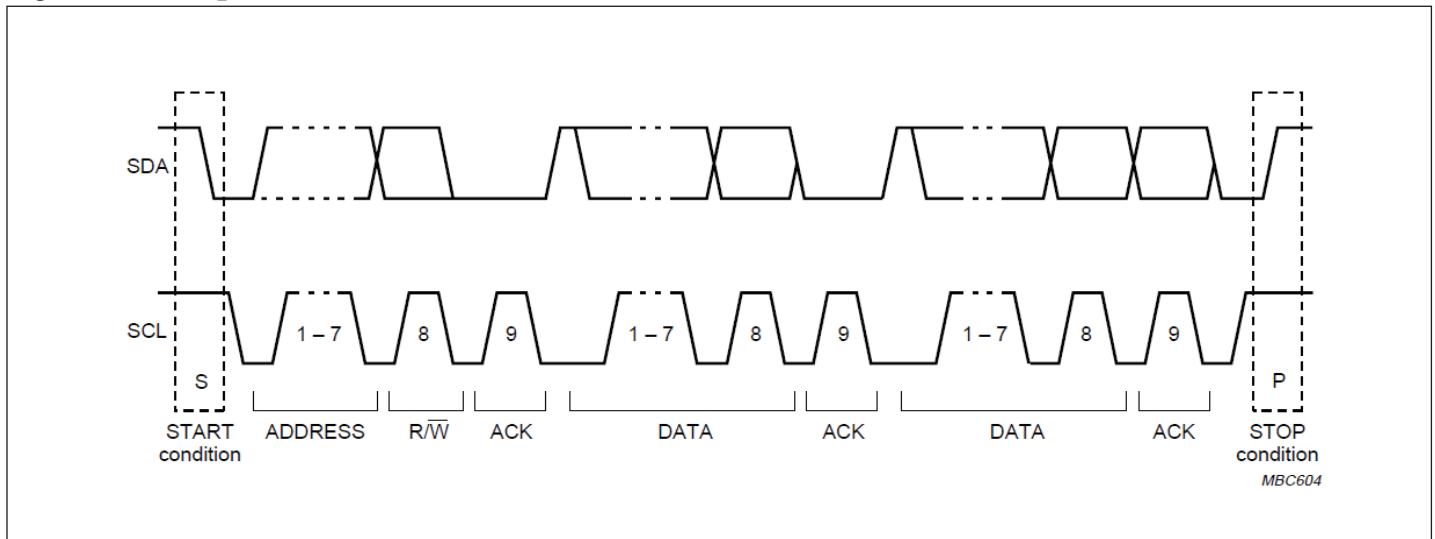 SDA
SCL
1 – 7
8
9
1 – 7
8
9
1 – 7
8
9
S
P
START
condition
ADDRESS
R/W̅
ACK
DATA
ACK
DATA
ACK
STOP
condition
MBC604